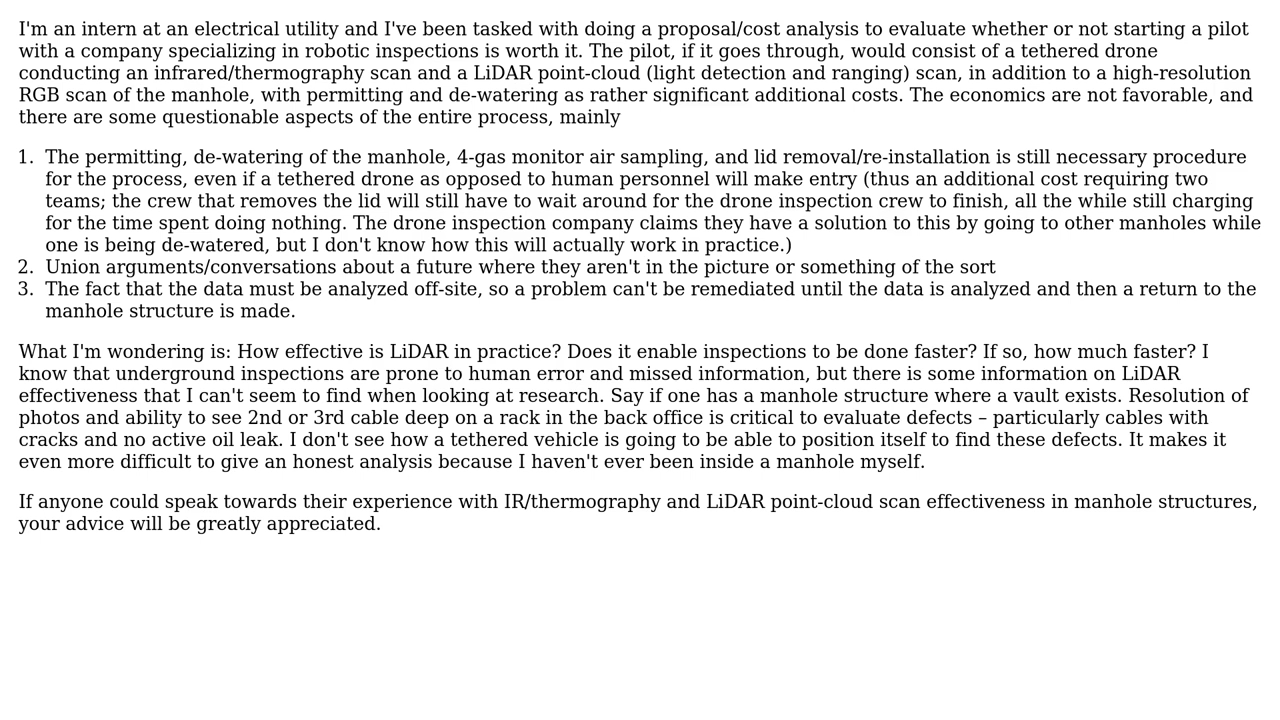 I'm an intern at an electrical utility and I've been tasked with doing a proposal/cost analysis to evaluate whether or not starting a pilot
with a company specializing in robotic inspections is worth it. The pilot, if it goes through, would consist of a tethered drone
conducting an infrared/thermography scan and a LiDAR point-cloud (light detection and ranging) scan, in addition to a high-resolution
RGB scan of the manhole, with permitting and de-watering as rather significant additional costs. The economics are not favorable, and
there are some questionable aspects of the entire process, mainly
1. The permitting, de-watering of the manhole, 4-gas monitor air sampling, and lid removal/re-installation is still necessary procedure
for the process, even if a tethered drone as opposed to human personnel will make entry (thus an additional cost requiring two
teams; the crew that removes the lid will still have to wait around for the drone inspection crew to finish, all the while still charging
for the time spent doing nothing. The drone inspection company claims they have a solution to this by going to other manholes while
one is being de-watered, but I don't know how this will actually work in practice.)
2. Union arguments/conversations about a future where they aren't in the picture or something of the sort
3. The fact that the data must be analyzed off-site, so a problem can't be remediated until the data is analyzed and then a return to the
manhole structure is made.
What I'm wondering is: How effective is LiDAR in practice? Does it enable inspections to be done faster? If so, how much faster? I
know that underground inspections are prone to human error and missed information, but there is some information on LiDAR
effectiveness that I can't seem to find when looking at research. Say if one has a manhole structure where a vault exists. Resolution of
photos and ability to see 2nd or 3rd cable deep on a rack in the back office is critical to evaluate defects – particularly cables with
cracks and no active oil leak. I don't see how a tethered vehicle is going to be able to position itself to find these defects. It makes it
even more difficult to give an honest analysis because I haven't ever been inside a manhole myself.
If anyone could speak towards their experience with IR/thermography and LiDAR point-cloud scan effectiveness in manhole structures,
your advice will be greatly appreciated.